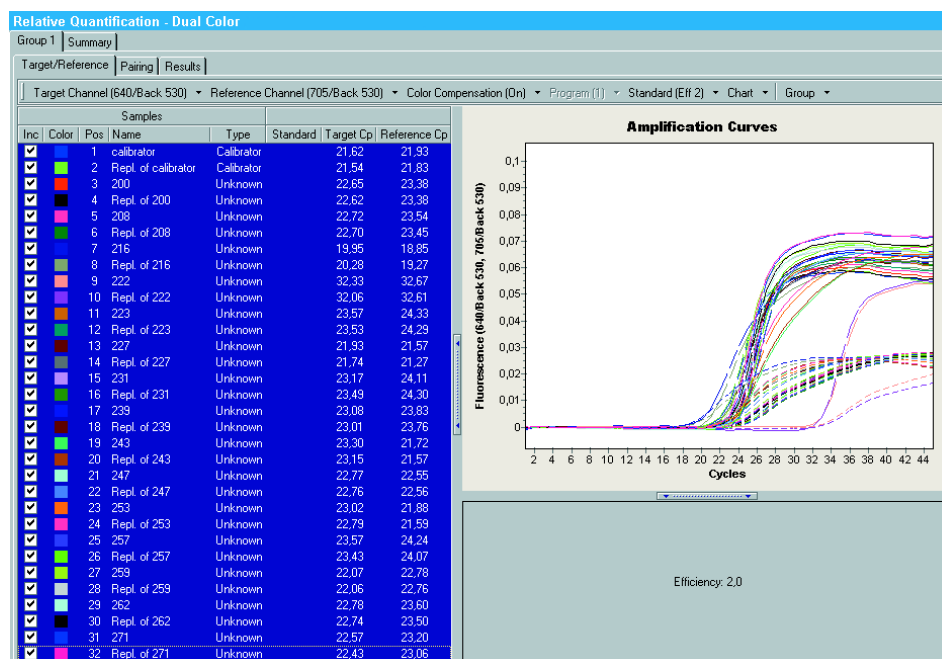 Relative Quantification - Dual Color
Group 1 Summary
Target/Reference Pairing Results
Target Channel (640/Back 530) Reference Channel (705/Back 530) Color Compensation (On) Program (1) Standard (Eff 2) Chart Group
Samples
Inc Color Pos Name Type Standard Target Cp Reference Cp
1 calibrator Calibrator 21,62 21,93
2 Repl. of calibrator Calibrator 21,54 21,83
3 200 Unknown 22,65 23,38
4 Repl. of 200 Unknown 22,62 23,38
5 208 Unknown 22,72 23,54
6 Repl. of 208 Unknown 22,70 23,45
7 216 Unknown 19,95 18,85
8 Repl. of 216 Unknown 20,28 19,27
9 222 Unknown 32,33 32,67
10 Repl. of 222 Unknown 32,06 32,61
11 223 Unknown 23,57 24,33
12 Repl. of 223 Unknown 23,53 24,29
13 227 Unknown 21,93 21,57
14 Repl. of 227 Unknown 21,74 21,27
15 231 Unknown 23,17 24,11
16 Repl. of 231 Unknown 23,49 24,30
17 239 Unknown 23,08 23,83
18 Repl. of 239 Unknown 23,01 23,76
19 243 Unknown 23,30 21,72
20 Repl. of 243 Unknown 23,15 21,57
21 247 Unknown 22,77 22,55
22 Repl. of 247 Unknown 22,76 22,56
23 253 Unknown 23,02 21,88
24 Repl. of 253 Unknown 22,79 21,59
25 257 Unknown 23,57 24,24
26 Repl. of 257 Unknown 23,43 24,07
27 259 Unknown 22,07 22,78
28 Repl. of 259 Unknown 22,06 22,76
29 262 Unknown 22,78 23,60
30 Repl. of 262 Unknown 22,74 23,50
31 271 Unknown 22,57 23,20
32 Repl. of 271 Unknown 22,43 23,06
Amplification Curves
Fluorescence (640/Back 530, 705/Back 530)
0,1
0,09
0,08
0,07
0,06
0,05
0,04
0,03
0,02
0,01
0
2 4 6 8 10 12 14 16 18 20 22 24 26 28 30 32 34 36 38 40 42 44
Cycles
Efficiency: 2,0